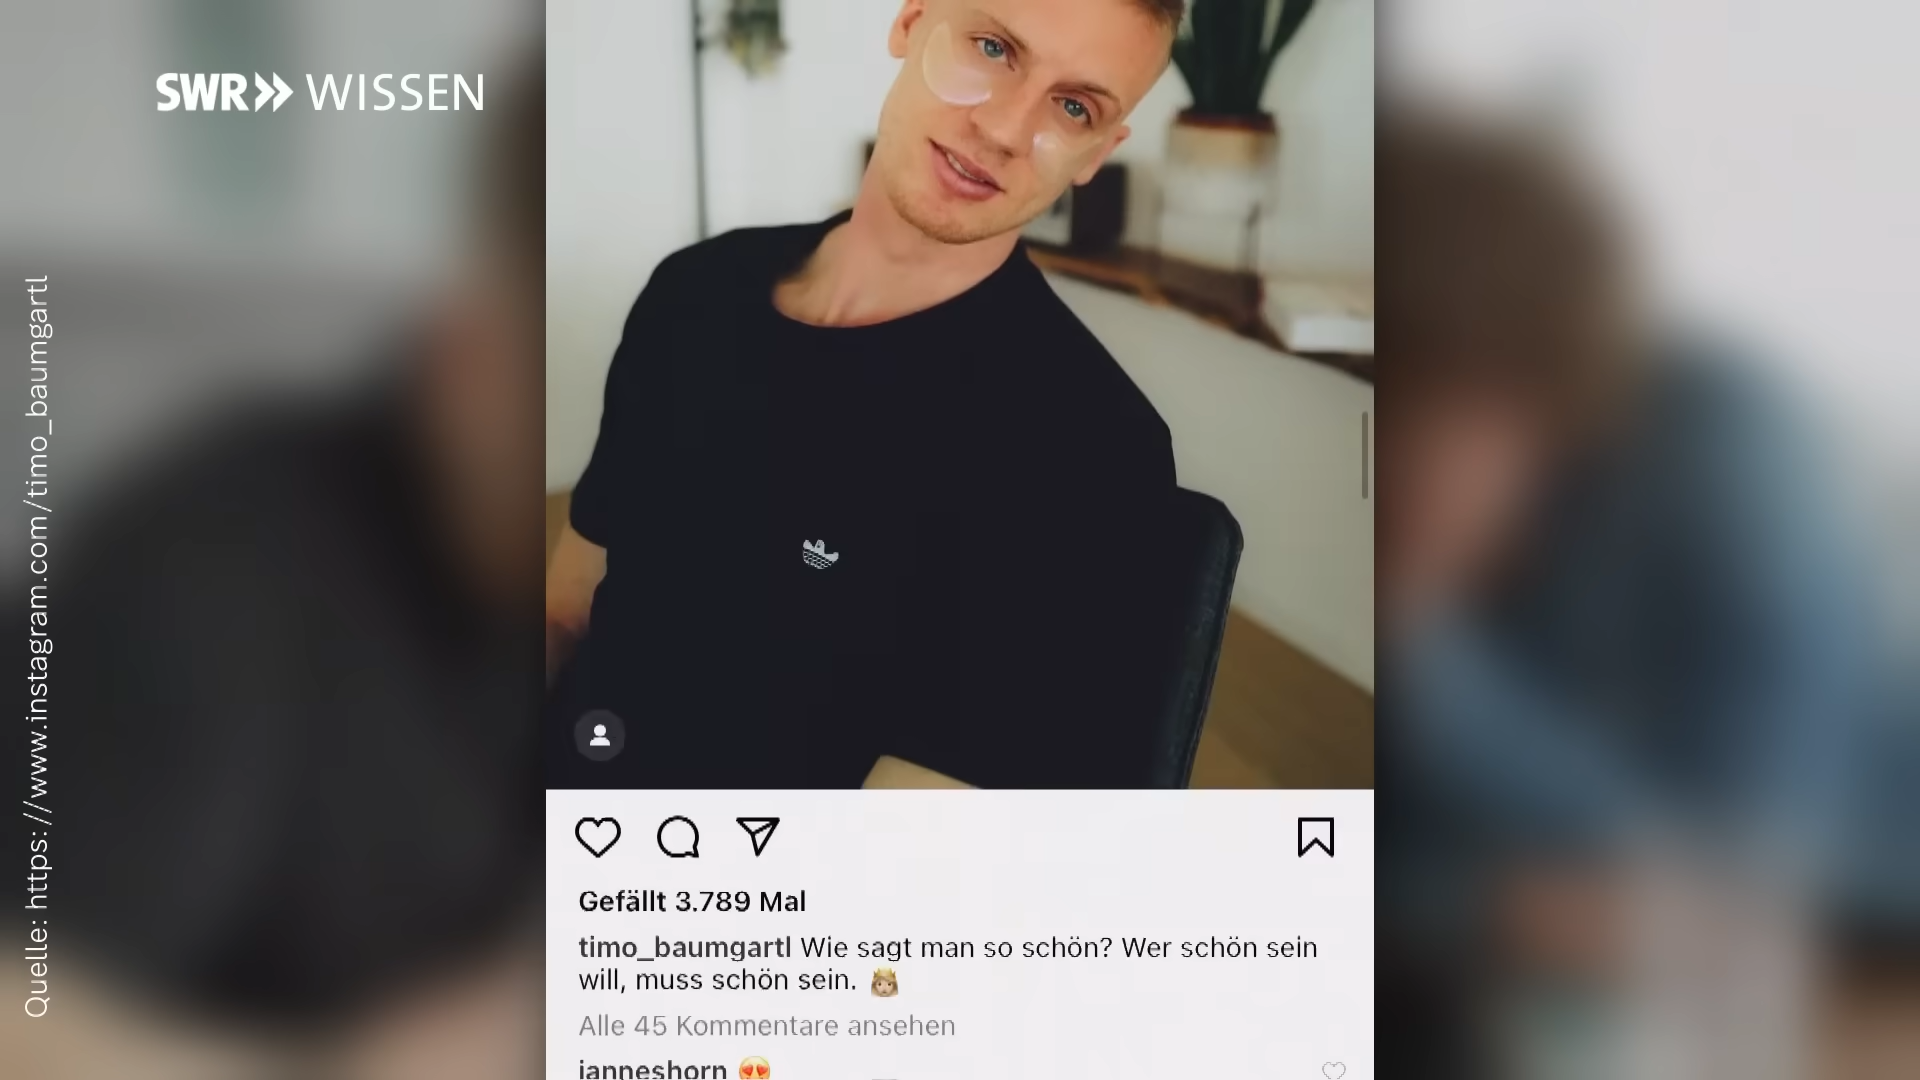 SWR WISSEN
Quelle: https://www.instagram.com/timo_baumgartl
Gefällt 3.789 Mal
timo_baumgartl Wie sagt man so schön? Wer schön sein
will, muss schön sein. 👸🏼
Alle 45 Kommentare ansehen
janneshorn 😍